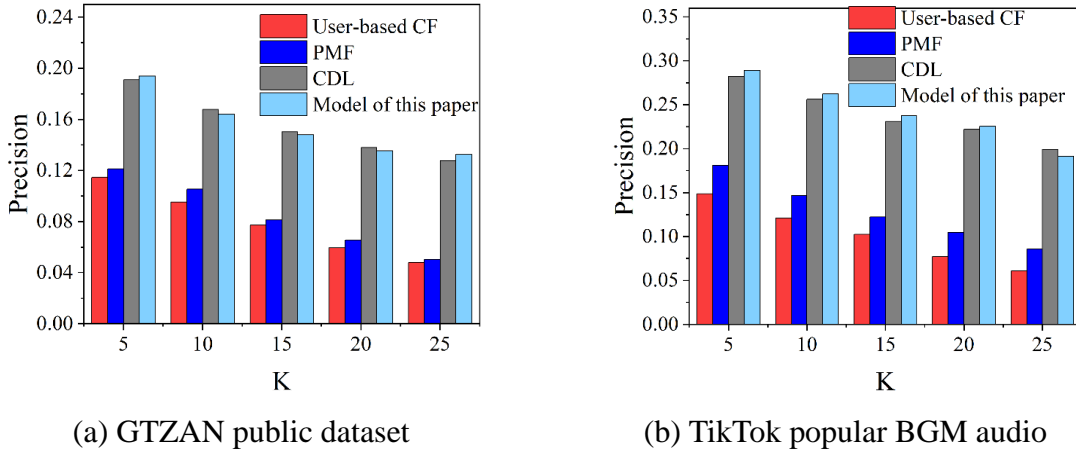 0.24
0.20
0.16
0.12
0.08
0.04
0.00
Precision
User-based CF
PMF
CDL
Model of this paper
5 10 15 20 25
K
(a) GTZAN public dataset
0.35
0.30
0.25
0.20
0.15
0.10
0.05
0.00
Precision
User-based CF
PMF
CDL
Model of this paper
5 10 15 20 25
K
(b) TikTok popular BGM audio